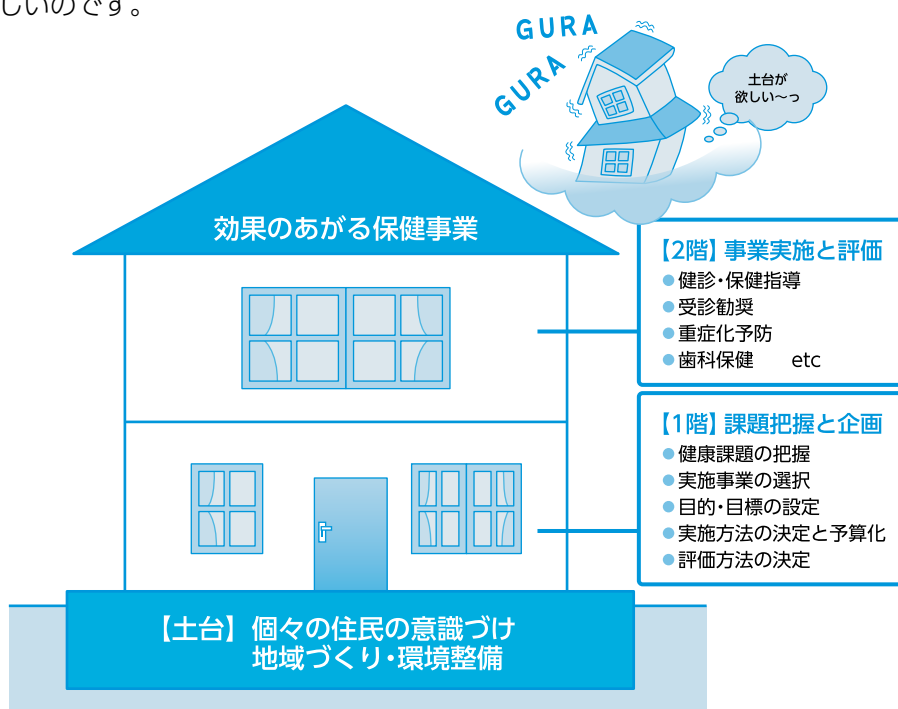 しいのです。
GURA
GURA
土台が
欲しい〜っ
効果のあがる保健事業
【2階】事業実施と評価
●健診・保健指導
●受診勧奨
●重症化予防
●歯科保健 etc
【1階】課題把握と企画
●健康課題の把握
●実施事業の選択
●目的・目標の設定
●実施方法の決定と予算化
●評価方法の決定
【土台】個々の住民の意識づけ
地域づくり・環境整備